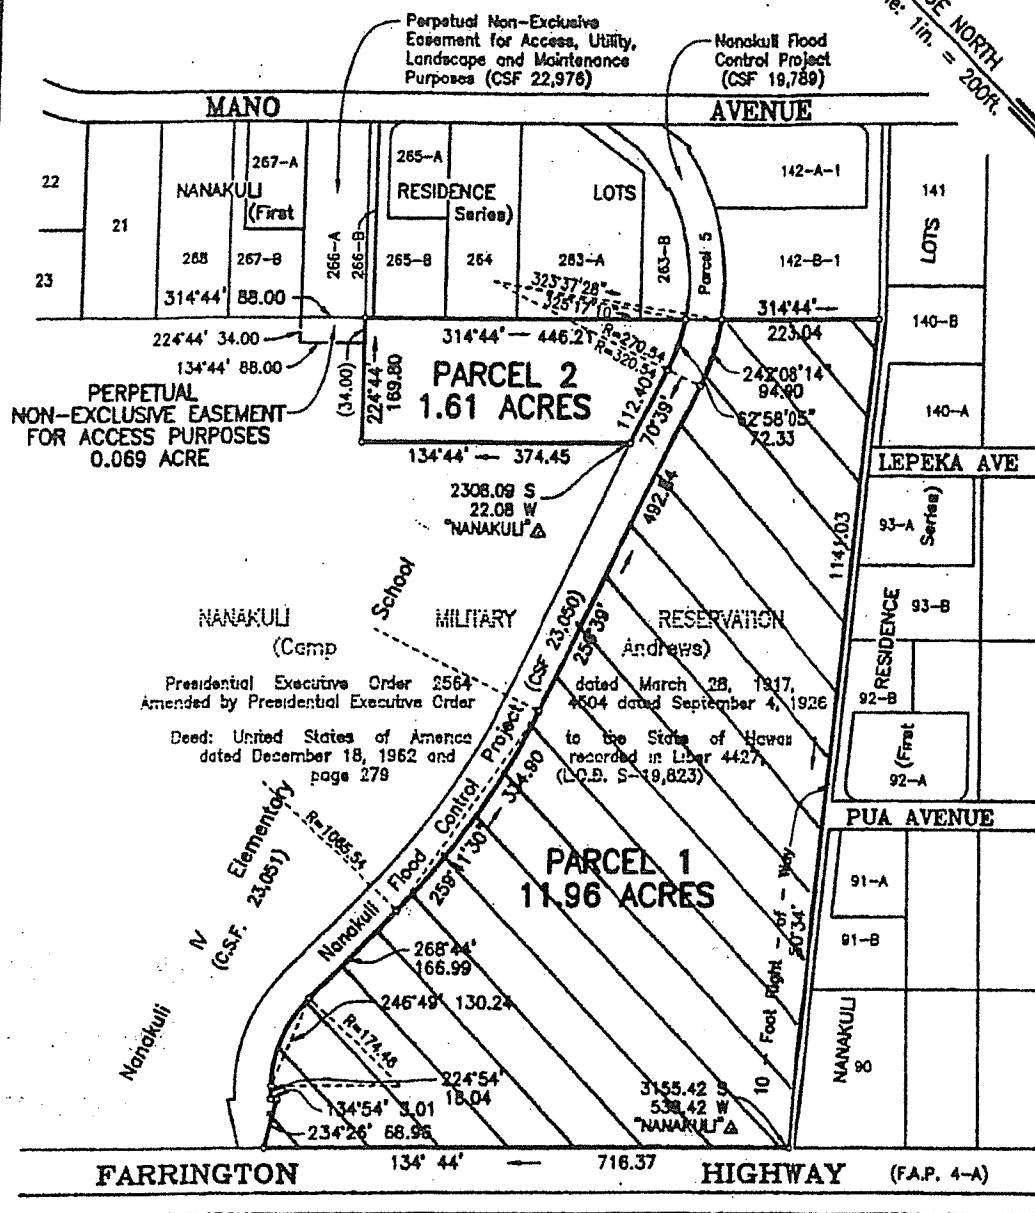 Perpetual Non-Exclusive
Easement for Access, Utility,
Landscape and Maintenance
Purposes (CSF 22,976)
Nanakuli Flood
Control Project
(CSF 19,789)
NORTH
1in. = 200ft.
MANO
AVENUE
22
21
23
267-A
NANAKULI
(First
268
267-B
266-A
266-B
265-A
RESIDENCE
Series)
LOTS
265-B
264
263-A
263-B
Parcel 5
142-A-1
142-B-1
141
LOTS
140-B
140-A
314°44' 88.00
224°44' 34.00
134°44' 88.00
PERPETUAL
NON-EXCLUSIVE EASEMENT
FOR ACCESS PURPOSES
0.069 ACRE
(34.00)
224°44'
169.80
323°37'28"
325°17'10"
R=270.54
R=320.54
314°44' 446.21
PARCEL 2
1.61 ACRES
112.40
70°39'
314°44'
223.04
242°08'14"
94.90
62°58'05"
72.33
134°44' 374.45
2308.09 S
22.08 W
"NANAKULI"
LEPEKA AVE
93-A
Series)
93-B
RESIDENCE
92-B
(First
92-A
1141.03
NANAKULI
(Camp
MILITARY
RESERVATION
Andrews)
School
(CSF 23,050)
Presidential Executive Order 2564 dated March 28, 1917,
Amended by Presidential Executive Order 4604 dated September 4, 1926
Deed: United States of America to the State of Hawaii
dated December 18, 1962 and recorded in Liber 4427,
page 279 (L.O.D. S-19,823)
Elementary
R=1065.54
Nanakuli Flood Control Project
334.90
259°41'30"
PUA AVENUE
PARCEL 1
11.96 ACRES
91-A
91-B
50°34'
10 - Foot Right - of - Way
IV
(C.S.F. 23,051)
Nanakuli
268°44'
166.99
246°49' 130.24
R=174.48
224°54'
18.04
134°54' 3.01
234°26' 68.96
3155.42 S
"NANAKULI"
NANAKULI
90
FARRINGTON
134° 44' 716.37
HIGHWAY
(F.A.P. 4-A)